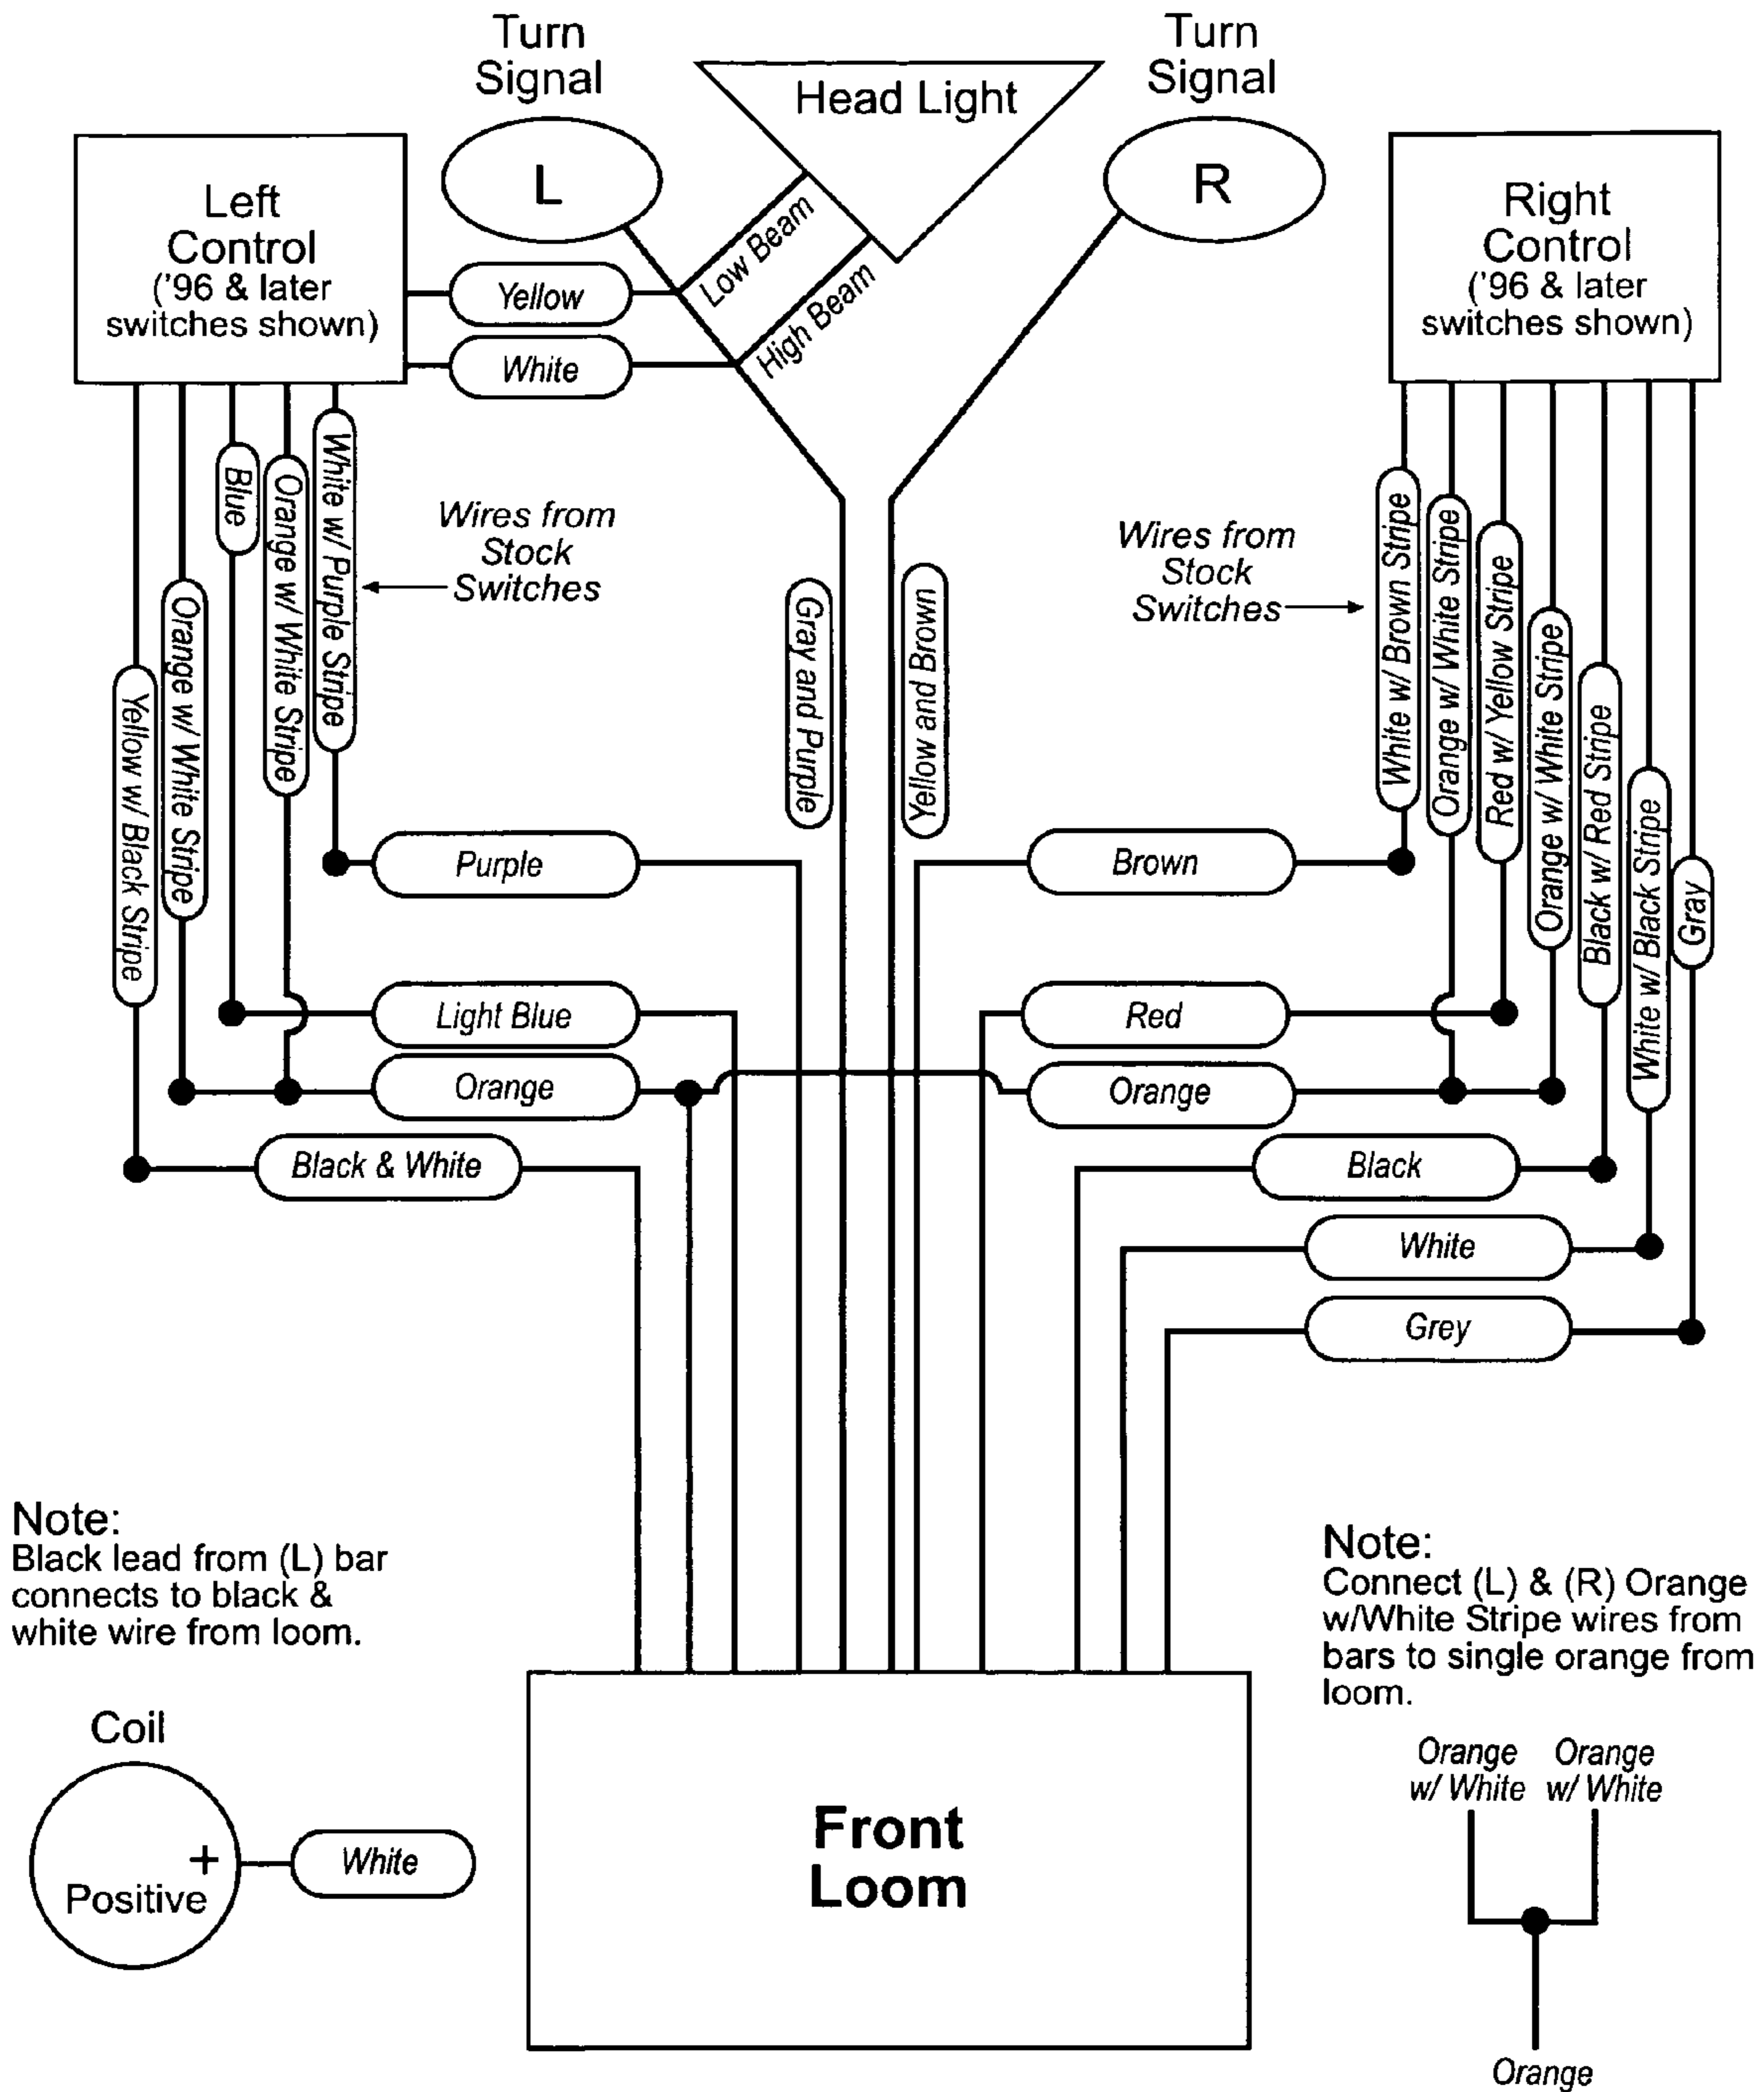 Turn
Signal
L
Head Light
Turn
Signal
R
Left
Control
('96 & later
switches shown)
Right
Control
('96 & later
switches shown)
Yellow
White
Low Beam
High Beam
Yellow w/ Black Stripe
Orange w/ White Stripe
Blue
Orange w/ White Stripe
White w/ Purple Stripe
Wires from
Stock
Switches
Gray and Purple
Yellow and Brown
Wires from
Stock
Switches
White w/ Brown Stripe
Orange w/ White Stripe
Red w/ Yellow Stripe
Orange w/ White Stripe
Black w/ Red Stripe
White w/ Black Stripe
Gray
Purple
Brown
Light Blue
Red
Orange
Orange
Black & White
Black
White
Grey
Note:
Black lead from (L) bar
connects to black &
white wire from loom.
Note:
Connect (L) & (R) Orange
w/White Stripe wires from
bars to single orange from
loom.
Coil
+
Positive
White
Front
Loom
Orange
w/ White
Orange
w/ White
Orange